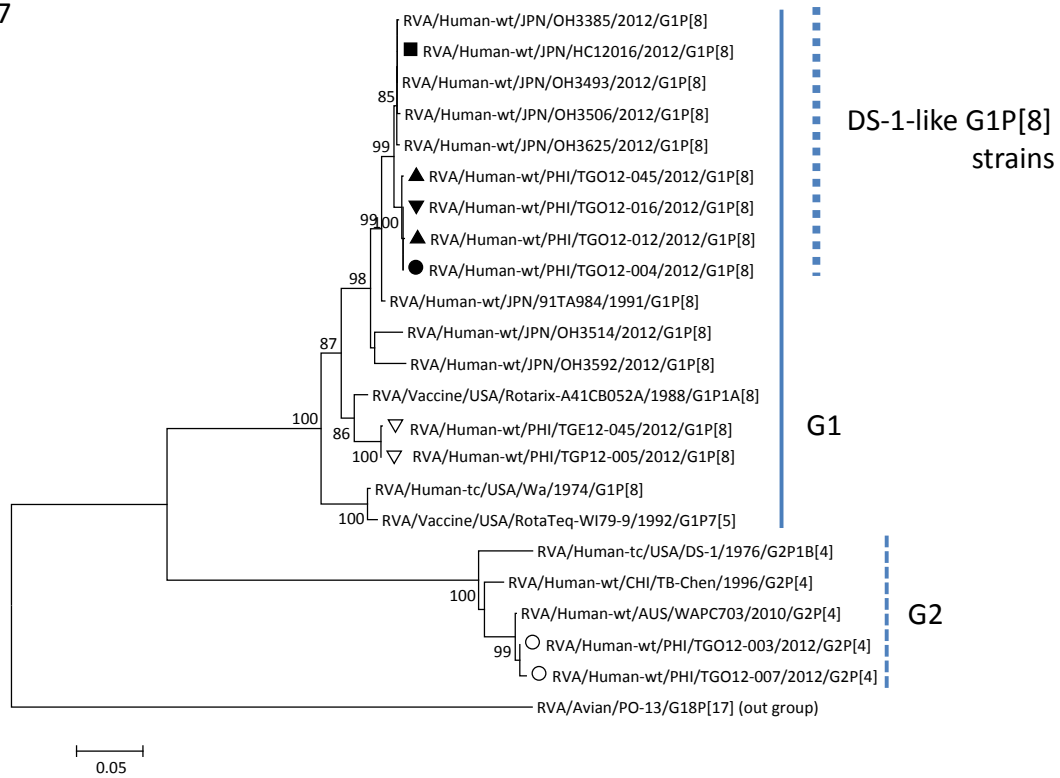 7
RVA/Human-wt/JPN/OH3385/2012/G1P[8]
RVA/Human-wt/JPN/HC12016/2012/G1P[8]
RVA/Human-wt/JPN/OH3493/2012/G1P[8]
85
RVA/Human-wt/JPN/OH3506/2012/G1P[8]
DS-1-like G1P[8]
strains
RVA/Human-wt/JPN/OH3625/2012/G1P[8]
99
RVA/Human-wt/PHI/TGO12-045/2012/G1P[8]
RVA/Human-wt/PHI/TGO12-016/2012/G1P[8]
99
100
RVA/Human-wt/PHI/TGO12-012/2012/G1P[8]
RVA/Human-wt/PHI/TGO12-004/2012/G1P[8]
98
RVA/Human-wt/JPN/91TA984/1991/G1P[8]
RVA/Human-wt/JPN/OH3514/2012/G1P[8]
87
RVA/Human-wt/JPN/OH3592/2012/G1P[8]
RVA/Vaccine/USA/Rotarix-A41CB052A/1988/G1P1A[8]
100
G1
86
RVA/Human-wt/PHI/TGE12-045/2012/G1P[8]
100
RVA/Human-wt/PHI/TGP12-005/2012/G1P[8]
RVA/Human-tc/USA/Wa/1974/G1P[8]
100
RVA/Vaccine/USA/RotaTeq-WI79-9/1992/G1P7[5]
RVA/Human-tc/USA/DS-1/1976/G2P1B[4]
RVA/Human-wt/CHI/TB-Chen/1996/G2P[4]
100
RVA/Human-wt/AUS/WAPC703/2010/G2P[4]
G2
99
RVA/Human-wt/PHI/TGO12-003/2012/G2P[4]
RVA/Human-wt/PHI/TGO12-007/2012/G2P[4]
RVA/Avian/PO-13/G18P[17] (out group)
0.05